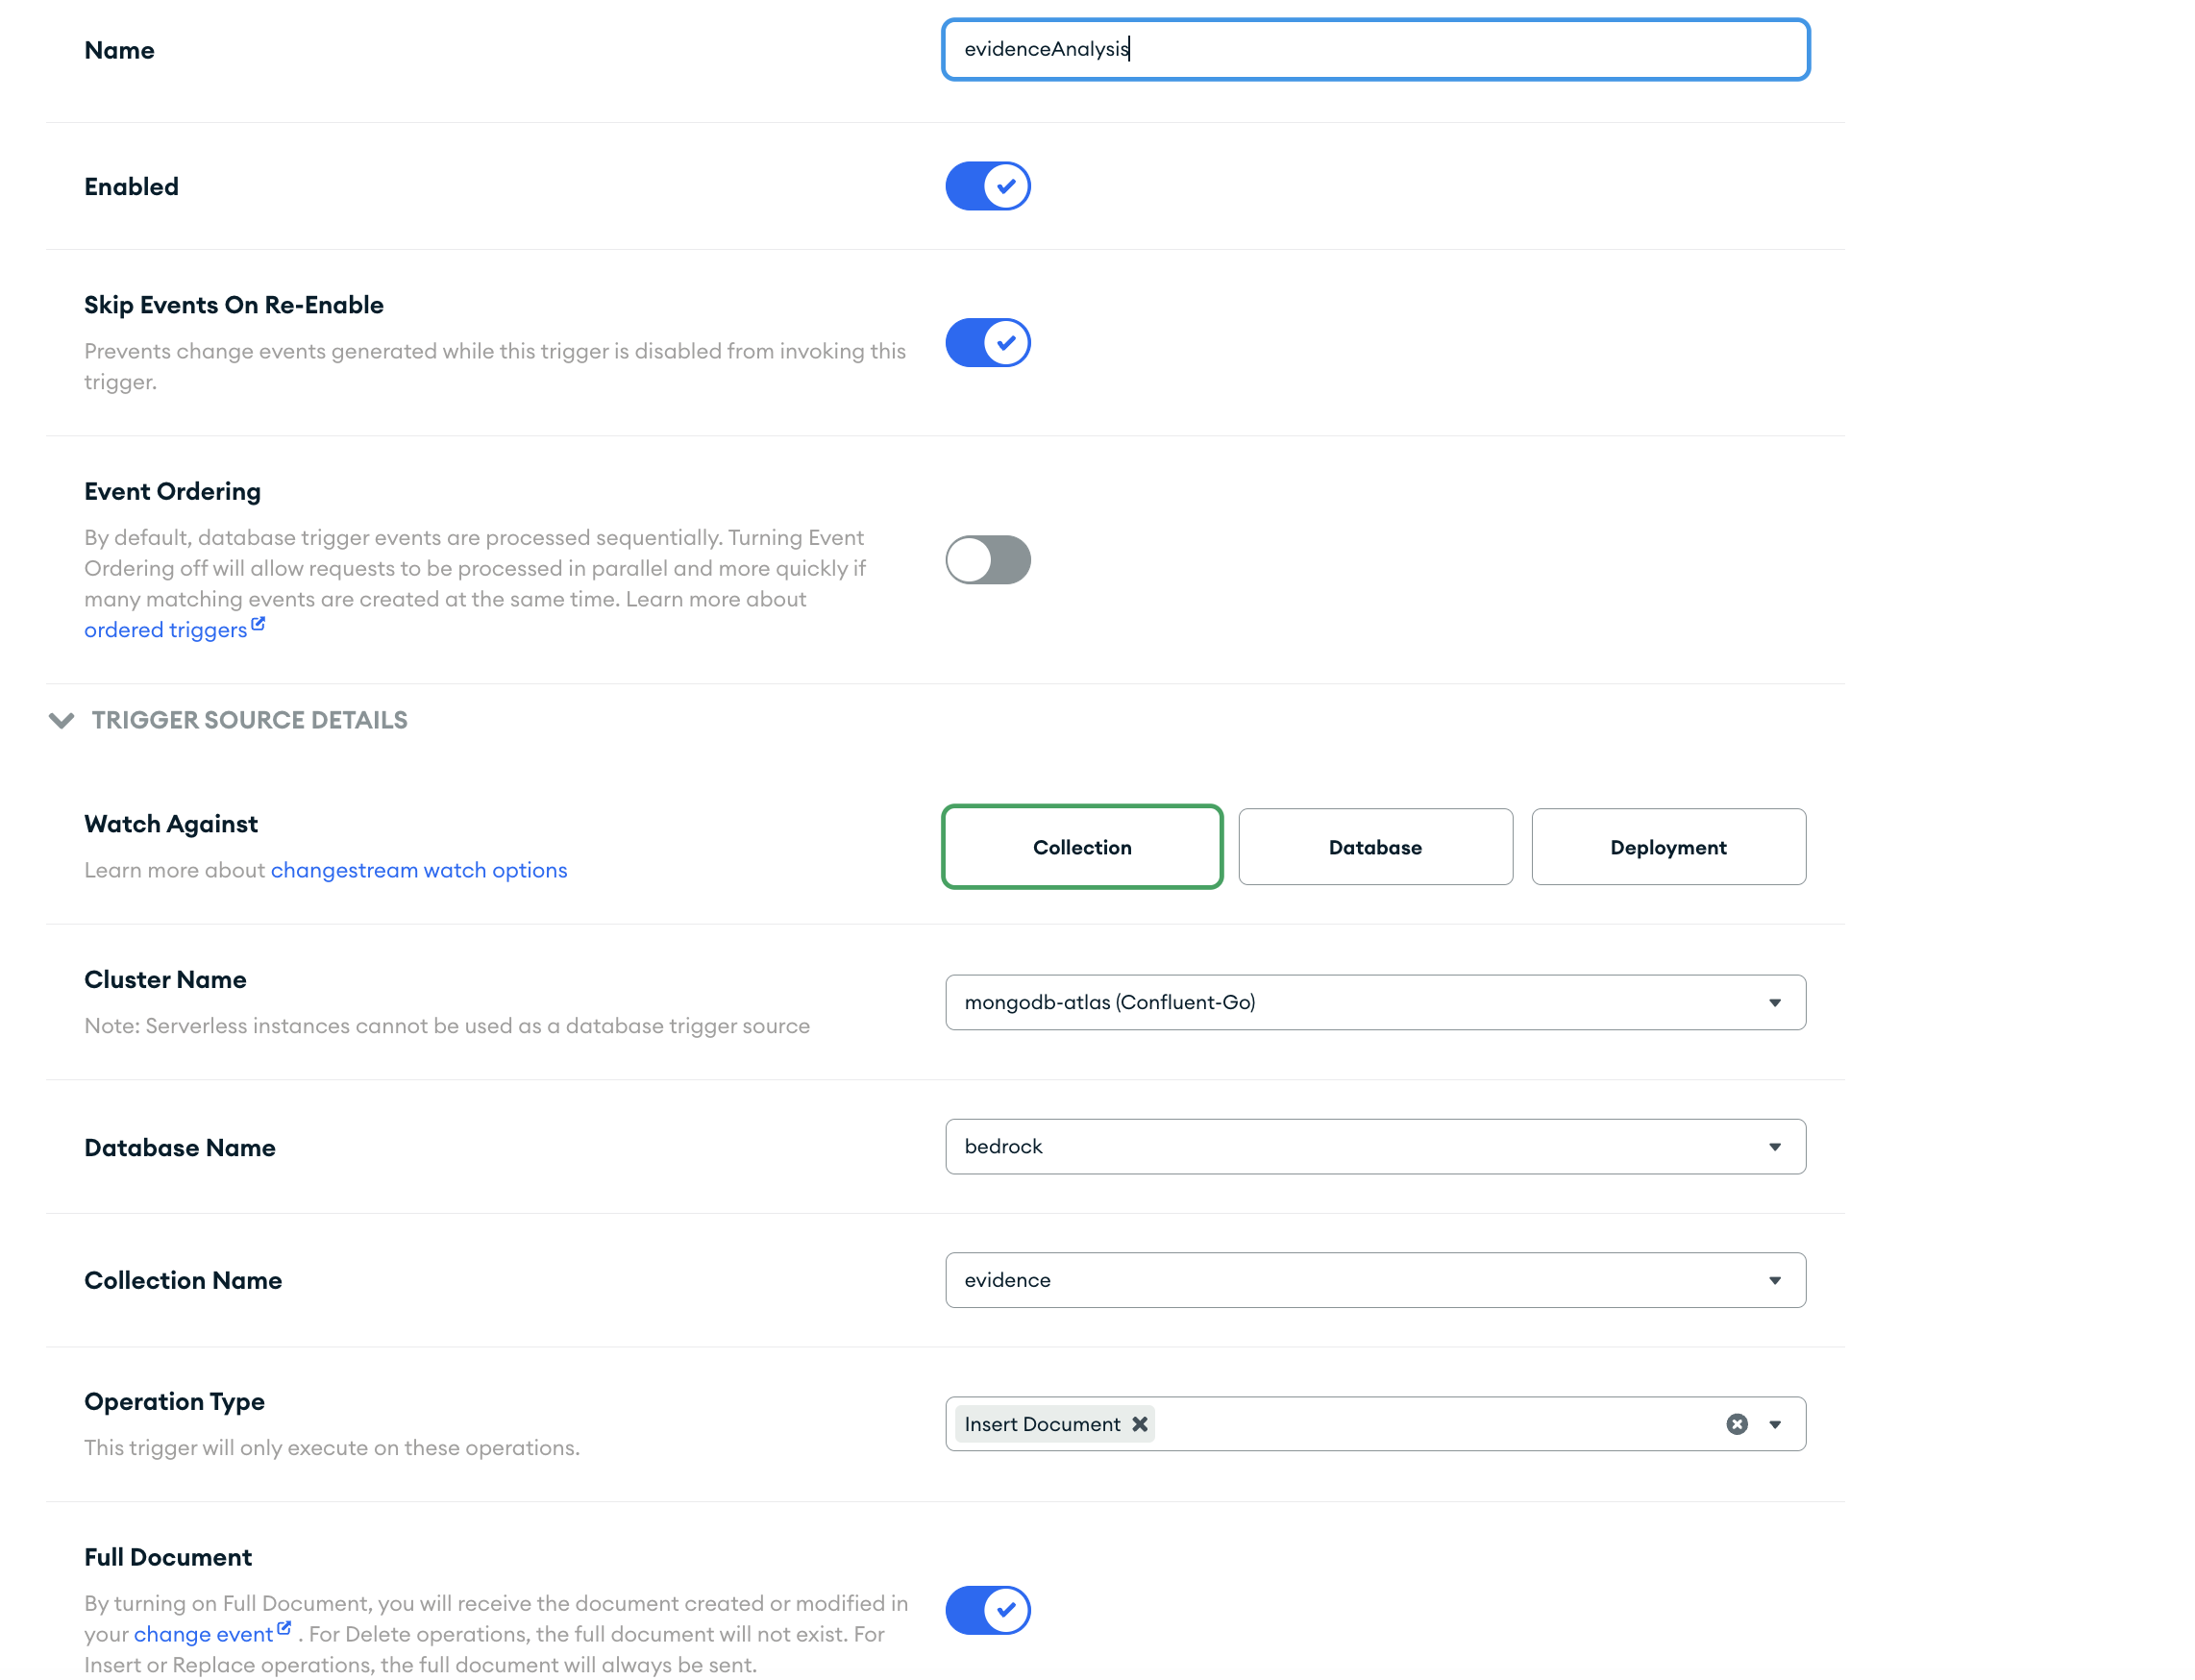 Name
evidenceAnalysis
Enabled
Skip Events On Re-Enable
Prevents change events generated while this trigger is disabled from invoking this
trigger.
Event Ordering
By default, database trigger events are processed sequentially. Turning Event
Ordering off will allow requests to be processed in parallel and more quickly if
many matching events are created at the same time. Learn more about
ordered triggers
TRIGGER SOURCE DETAILS
Watch Against
Learn more about changestream watch options
Collection
Database
Deployment
Cluster Name
Note: Serverless instances cannot be used as a database trigger source
mongodb-atlas (Confluent-Go)
Database Name
bedrock
Collection Name
evidence
Operation Type
This trigger will only execute on these operations.
Insert Document
Full Document
By turning on Full Document, you will receive the document created or modified in
your change event . For Delete operations, the full document will not exist. For
Insert or Replace operations, the full document will always be sent.